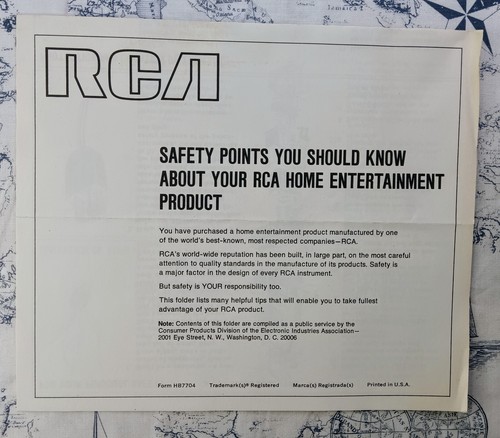 RCA
SAFETY POINTS YOU SHOULD KNOW
ABOUT YOUR RCA HOME ENTERTAINMENT
PRODUCT
You have purchased a home entertainment product manufactured by one
of the world's best-known, most respected companies—RCA.
RCA's world-wide reputation has been built, in large part, on the most careful
attention to quality standards in the manufacture of its products. Safety is
a major factor in the design of every RCA instrument.
But safety is YOUR responsibility too.
This folder lists many helpful tips that will enable you to take fullest
advantage of your RCA product.
Note: Contents of this folder are compiled as a public service by the
Consumer Products Division of the Electronic Industries Association—
2001 Eye Street, N. W., Washington, D. C. 20006
Form HB7704 Trademark(s)® Registered Marca(s) Registrada(s) Printed in U.S.A.